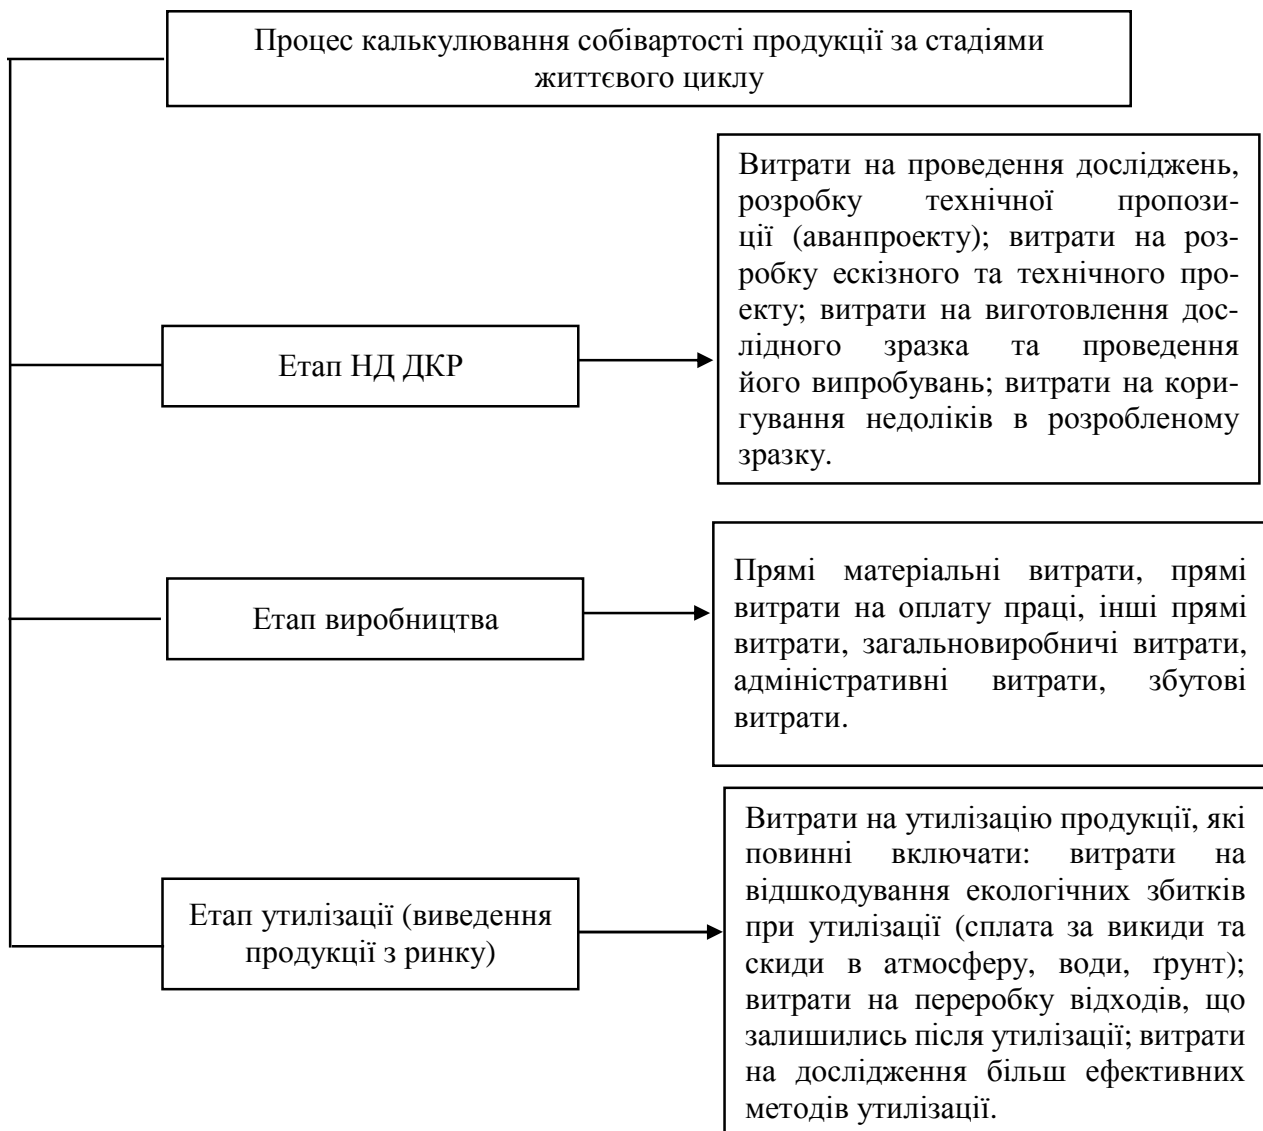 Процес калькулювання собівартості продукції за стадіями
життєвого циклу
Витрати на проведення досліджень,
розробку технічної пропози-
ції (аванпроекту); витрати на роз-
робку ескізного та технічного про-
екту; витрати на виготовлення дос-
лідного зразка та проведення
його випробувань; витрати на кори-
гування недоліків в розробленому
зразку.
Етап НД ДКР
Прямі матеріальні витрати, прямі
витрати на оплату праці, інші прямі
витрати, загальновиробничі витрати,
адміністративні витрати, збутові
витрати.
Етап виробництва
Витрати на утилізацію продукції, які
повинні включати: витрати на
відшкодування екологічних збитків
при утилізації (сплата за викиди та
скиди в атмосферу, води, ґрунт);
витрати на переробку відходів, що
залишились після утилізації; витрати
на дослідження більш ефективних
методів утилізації.
Етап утилізації (виведення
продукції з ринку)